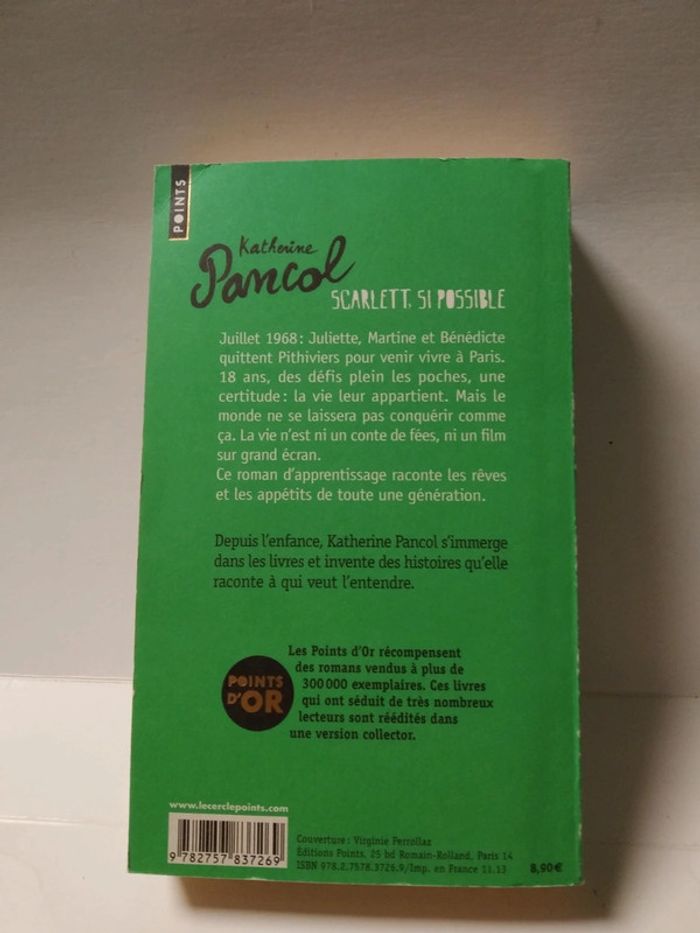 POINTS
Katherine
Pancol
SCARLETT, SI POSSIBLE
Juillet 1968 : Juliette, Martine et Bénédicte
quittent Pithiviers pour venir vivre à Paris.
18 ans, des défis plein les poches, une
certitude : la vie leur appartient. Mais le
monde ne se laissera pas conquérir comme
ça. La vie n'est ni un conte de fées, ni un film
sur grand écran.
Ce roman d'apprentissage raconte les rêves
et les appétits de toute une génération.
Depuis l'enfance, Katherine Pancol s'immerge
dans les livres et invente des histoires qu'elle
raconte à qui veut l'entendre.
POINTS
D'OR
Les Points d'Or récompensent
des romans vendus à plus de
300 000 exemplaires. Ces livres
qui ont séduit de très nombreux
lecteurs sont réédités dans
une version collector.
www.lecerclepoints.com
9 782757 837269
Couverture : Virginie Perrollaz
Éditions Points, 25 bd Romain-Rolland, Paris 14
ISBN 978.2.7578.3726.9/Imp. en France 11.13
8,90 €